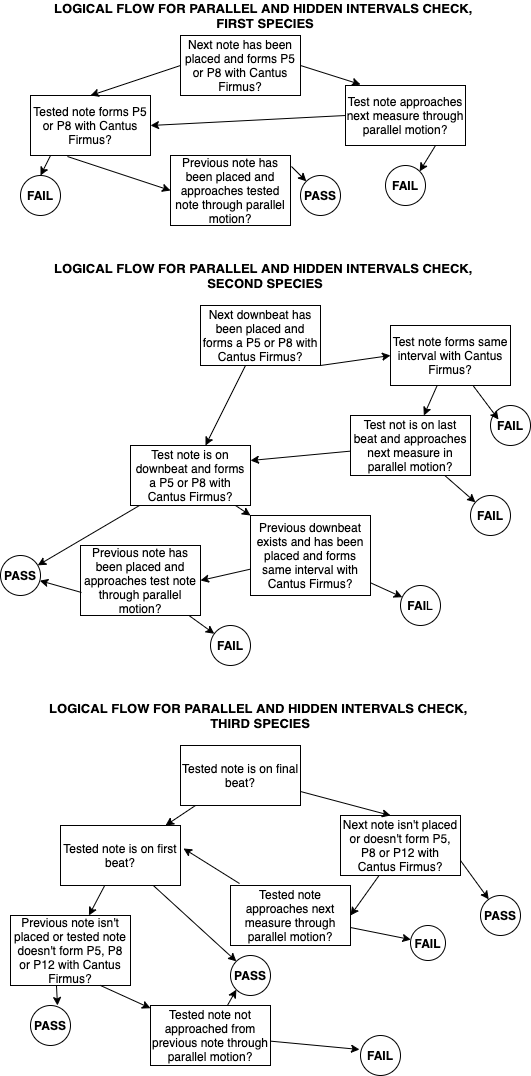 LOGICAL FLOW FOR PARALLEL AND HIDDEN INTERVALS CHECK,
FIRST SPECIES
Next note has been
placed and forms P5
or P8 with Cantus
Firmus?
Tested note forms P5
or P8 with Cantus
Firmus?
Test note approaches
next measure through
parallel motion?
FAIL
Previous note has
been placed and
approaches tested
note through parallel
motion?
PASS
FAIL
LOGICAL FLOW FOR PARALLEL AND HIDDEN INTERVALS CHECK,
SECOND SPECIES
Next downbeat has
been placed and
forms a P5 or P8 with
Cantus Firmus?
Test note forms same
interval with Cantus
Firmus?
FAIL
Test not is on last
beat and approaches
next measure in
parallel motion?
Test note is on
downbeat and forms
a P5 or P8 with
Cantus Firmus?
FAIL
Previous downbeat
exists and has been
placed and forms
same interval with
Cantus Firmus?
PASS
Previous note has
been placed and
approaches test note
through parallel
motion?
FAIL
FAIL
LOGICAL FLOW FOR PARALLEL AND HIDDEN INTERVALS CHECK,
THIRD SPECIES
Tested note is on final
beat?
Tested note is on first
beat?
Next note isn't placed
or doesn't form P5,
P8 or P12 with
Cantus Firmus?
Tested note
approaches next
measure through
parallel motion?
PASS
FAIL
Previous note isn't
placed or tested note
doesn't form P5, P8
or P12 with Cantus
Firmus?
PASS
PASS
Tested note not
approached from
previous note through
parallel motion?
FAIL